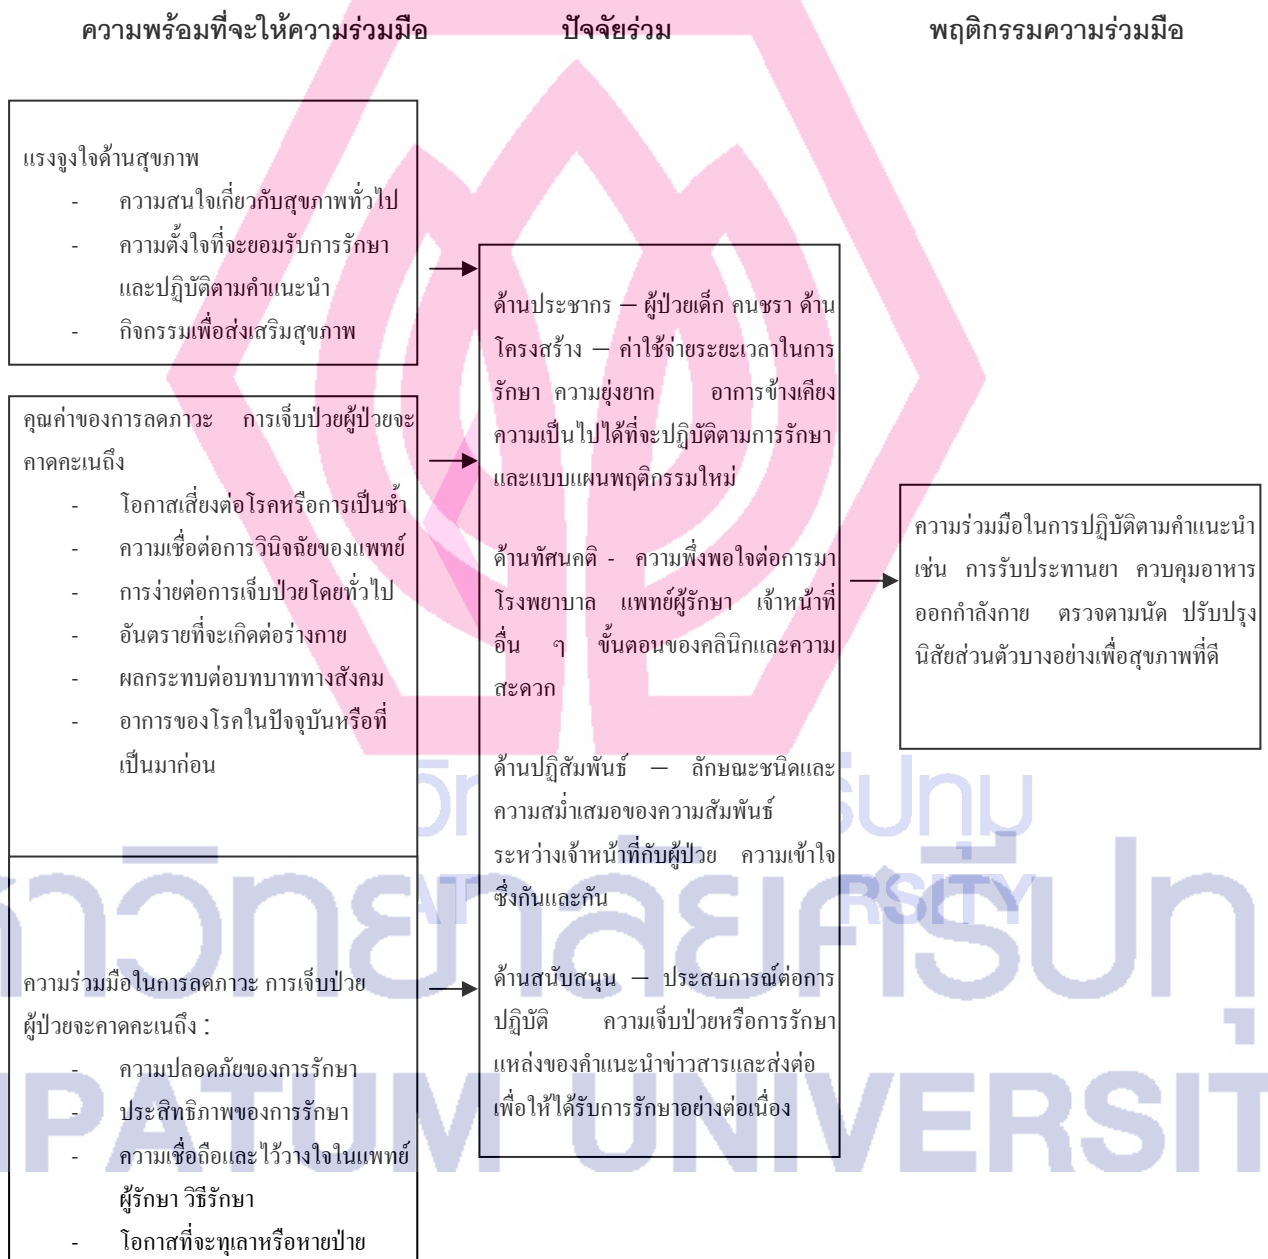 ความพร้อมที่จะให้ความร่วมมือ
ปัจจัยร่วม
พฤติกรรมความร่วมมือ
แรงจูงใจด้านสุขภาพ
- ความสนใจเกี่ยวกับสุขภาพทั่วไป
- ความตั้งใจที่จะยอมรับการรักษา
และปฏิบัติตามคำแนะนำ
- กิจกรรมเพื่อส่งเสริมสุขภาพ
คุณค่าของการลดภาวะ การเจ็บป่วยผู้ป่วยจะ
คาดคะเนถึง
- โอกาสเสี่ยงต่อโรคหรือการเป็นซ้ำ
- ความเชื่อต่อการวินิจฉัยของแพทย์
- การง่ายต่อการเจ็บป่วยโดยทั่วไป
- อันตรายที่จะเกิดต่อร่างกาย
- ผลกระทบต่อบทบาททางสังคม
- อาการของโรคในปัจจุบันหรือที่
เป็นมาก่อน
ความร่วมมือในการลดภาวะ การเจ็บป่วย
ผู้ป่วยจะคาดคะเนถึง :
- ความปลอดภัยของการรักษา
- ประสิทธิภาพของการรักษา
- ความเชื่อถือและไว้วางใจในแพทย์
ผู้รักษา วิธีรักษา
- โอกาสที่จะทุเลาหรือหายป่วย
ด้านประชากร – ผู้ป่วยเด็ก คนชรา ด้าน
โครงสร้าง – ค่าใช้จ่ายระยะเวลาในการ
รักษา ความยุ่งยาก อาการข้างเคียง
ความเป็นไปได้ที่จะปฏิบัติตามการรักษา
และแบบแผนพฤติกรรมใหม่
ด้านทัศนคติ - ความพึ่งพอใจต่อการมา
โรงพยาบาล แพทย์ผู้รักษา เจ้าหน้าที่
อื่น ๆ ขั้นตอนของคลินิกและความ
สะดวก
ด้านปฏิสัมพันธ์ – ลักษณะชนิดและ
ความสม่ำเสมอของความสัมพันธ์
ระหว่างเจ้าหน้าที่กับผู้ป่วย ความเข้าใจ
ซึ่งกันและกัน
ด้านสนับสนุน – ประสบการณ์ต่อการ
ปฏิบัติ ความเจ็บป่วยหรือการรักษา
แหล่งของคำแนะนำข่าวสารและส่งต่อ
เพื่อให้ได้รับการรักษาอย่างต่อเนื่อง
ความร่วมมือในการปฏิบัติตามคำแนะนำ
เช่น การรับประทานยา ควบคุมอาหาร
ออกกำลังกาย ตรวจตามนัด ปรับปรุง
นิสัยส่วนตัวบางอย่างเพื่อสุขภาพที่ดี
PATUM UNIVERSIT